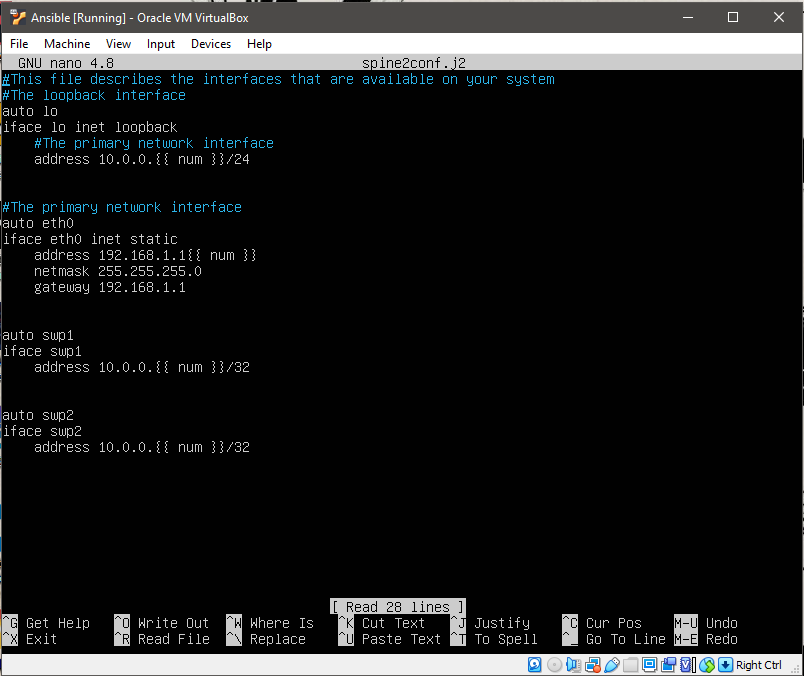 Ansible [Running] - Oracle VM VirtualBox
File Machine View Input Devices Help
GNU nano 4.8 spine2conf.j2
#This file describes the interfaces that are available on your system
#The loopback interface
auto lo
iface lo inet loopback
    #The primary network interface
    address 10.0.0.{{ num }}/24
#The primary network interface
auto eth0
iface eth0 inet static
    address 192.168.1.1{{ num }}
    netmask 255.255.255.0
    gateway 192.168.1.1
auto swp1
iface swp1
    address 10.0.0.{{ num }}/32
auto swp2
iface swp2
    address 10.0.0.{{ num }}/32
[ Read 28 lines ]
^G Get Help ^O Write Out ^W Where Is ^K Cut Text ^J Justify ^C Cur Pos M-U Undo
^X Exit ^R Read File ^\ Replace ^U Paste Text ^T To Spell ^_ Go To Line M-E Redo
Right Ctrl